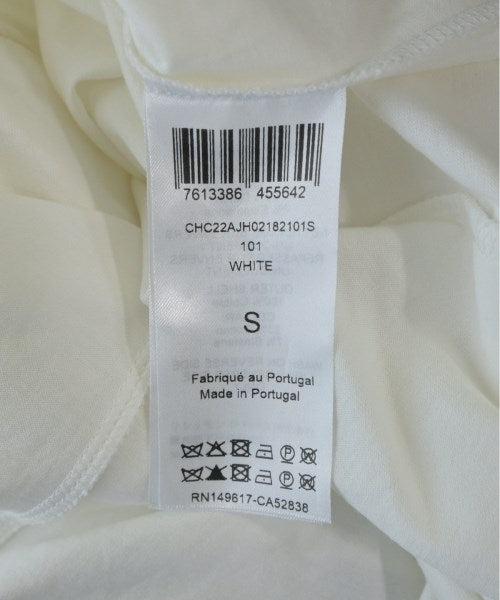 7613386 455642
CHC22AJH02182101S
101
WHITE
S
Fabriqué au Portugal
Made in Portugal
RN149617-CA52838